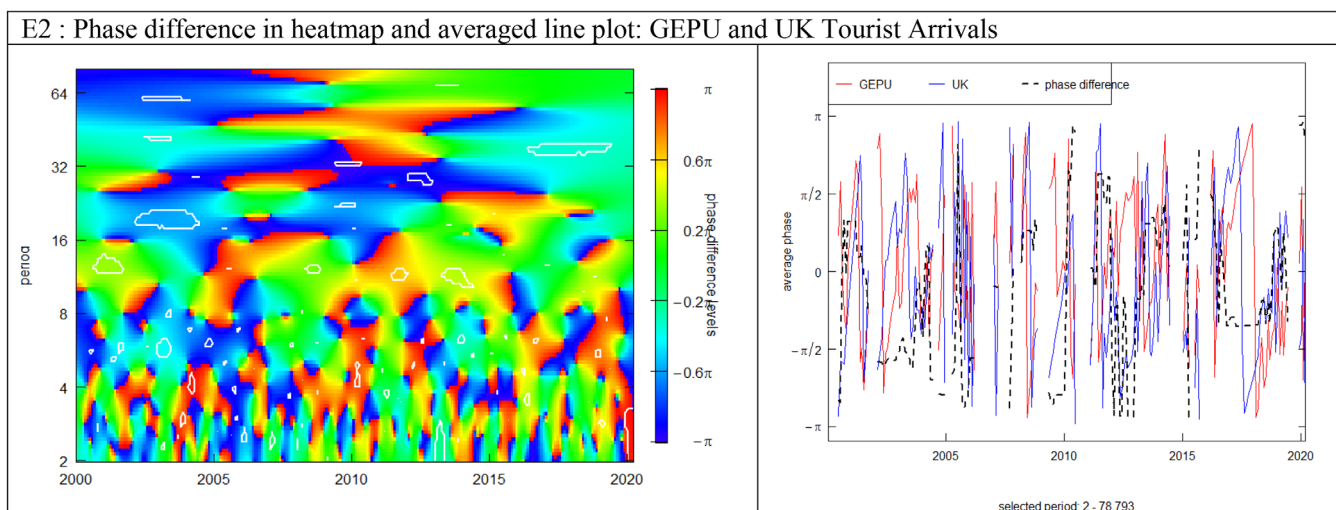 E2 : Phase difference in heatmap and averaged line plot: GEPU and UK Tourist Arrivals
64
32
16
8
4
2
period
2000
2005
2010
2015
2020
π
0.6π
0.2π
−0.2π
−0.6π
−π
phase difference levels
GEPU
UK
phase difference
π
π/2
0
−π/2
−π
average phase
2005
2010
2015
2020
selected period: 2 - 78.793